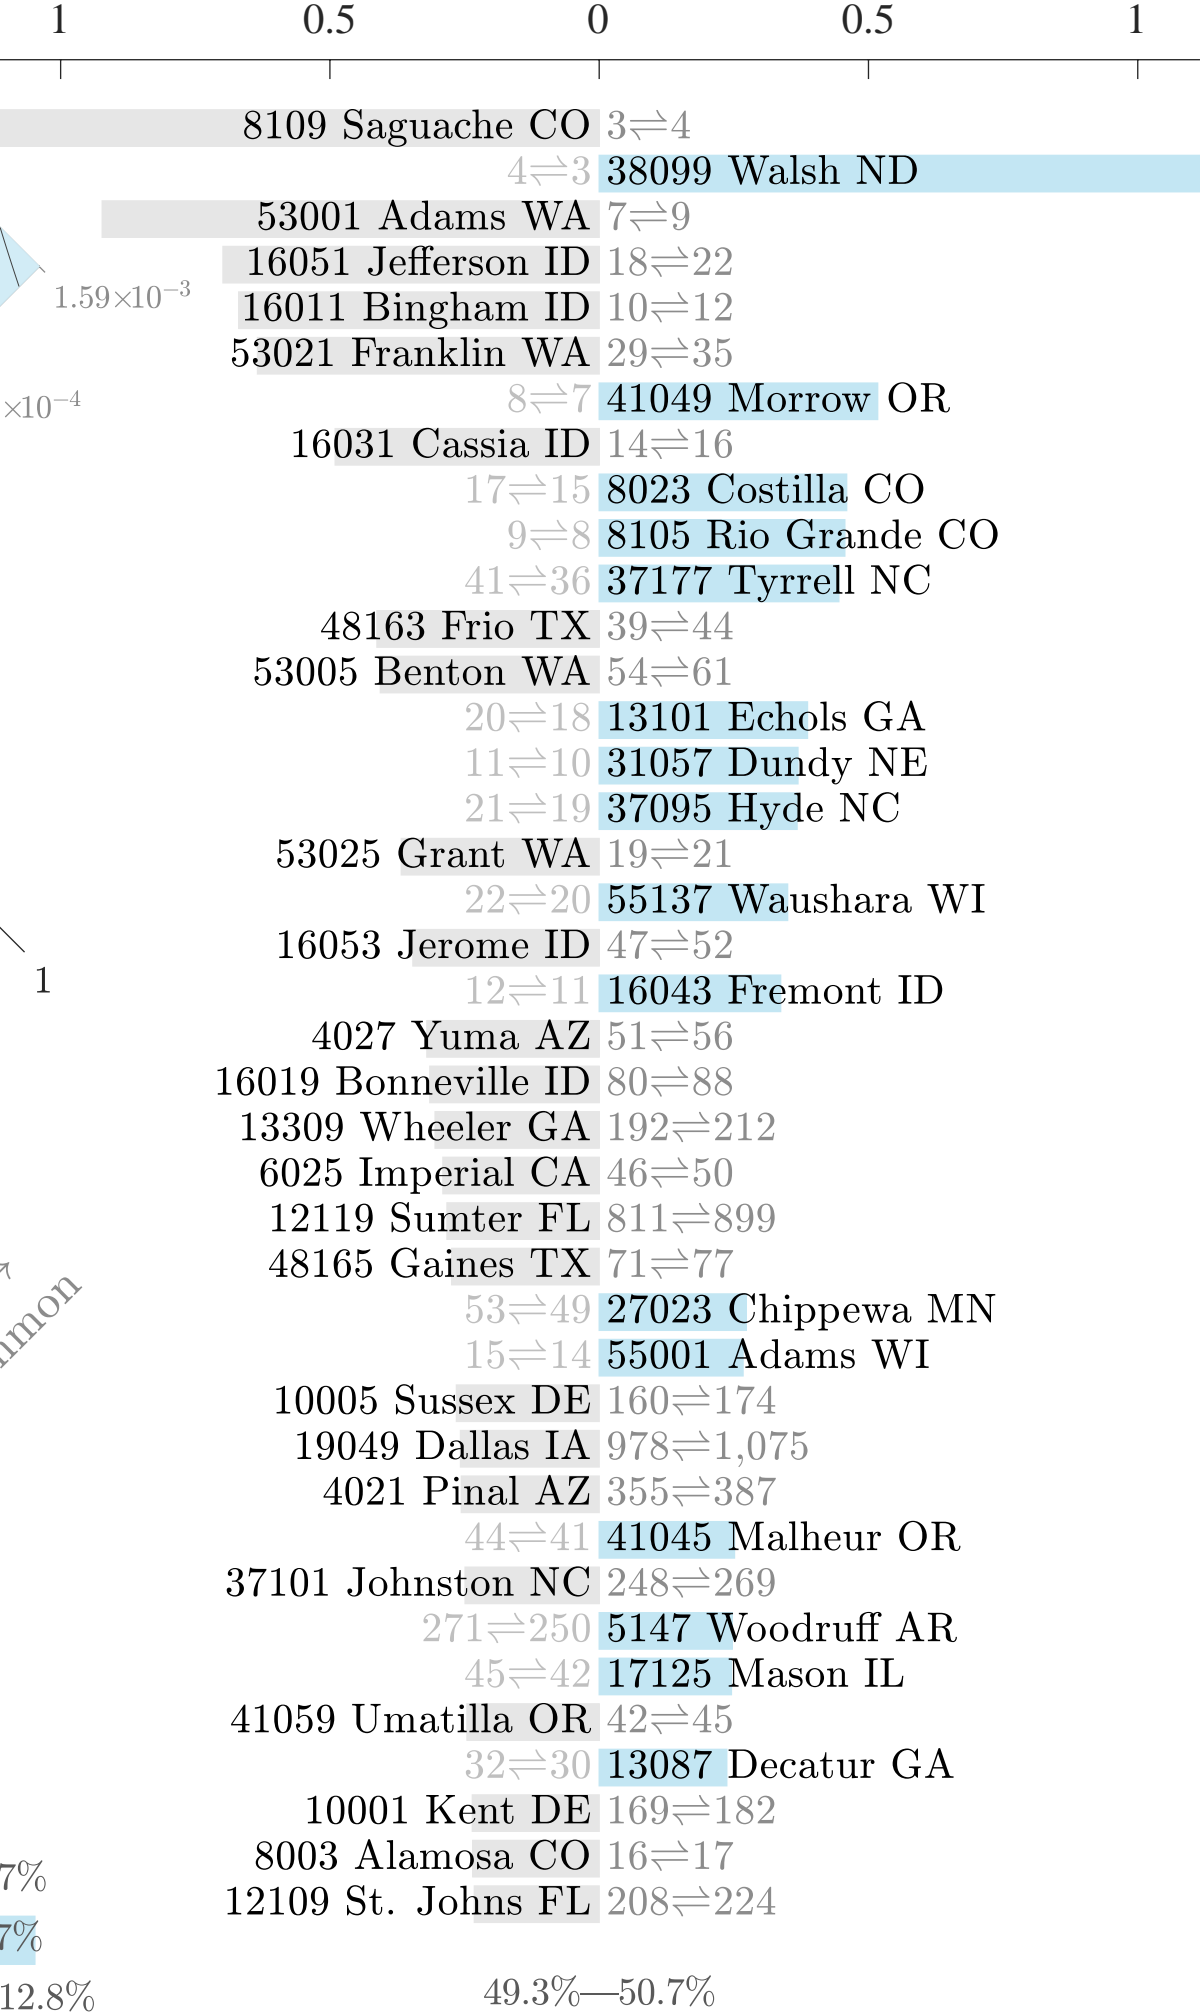 1 0.5 0 0.5 1
8109 Saguache CO 3⇌4
4⇌3 38099 Walsh ND
53001 Adams WA 7⇌9
16051 Jefferson ID 18⇌22
1.59×10⁻³
16011 Bingham ID 10⇌12
53021 Franklin WA 29⇌35
×10⁻⁴
8⇌7 41049 Morrow OR
16031 Cassia ID 14⇌16
17⇌15 8023 Costilla CO
9⇌8 8105 Rio Grande CO
41⇌36 37177 Tyrrell NC
48163 Frio TX 39⇌44
53005 Benton WA 54⇌61
20⇌18 13101 Echols GA
11⇌10 31057 Dundy NE
21⇌19 37095 Hyde NC
53025 Grant WA 19⇌21
22⇌20 55137 Waushara WI
16053 Jerome ID 47⇌52
1
12⇌11 16043 Fremont ID
4027 Yuma AZ 51⇌56
16019 Bonneville ID 80⇌88
13309 Wheeler GA 192⇌212
6025 Imperial CA 46⇌50
12119 Sumter FL 811⇌899
48165 Gaines TX 71⇌77
53⇌49 27023 Chippewa MN
15⇌14 55001 Adams WI
10005 Sussex DE 160⇌174
19049 Dallas IA 978⇌1,075
4021 Pinal AZ 355⇌387
44⇌41 41045 Malheur OR
37101 Johnston NC 248⇌269
271⇌250 5147 Woodruff AR
45⇌42 17125 Mason IL
41059 Umatilla OR 42⇌45
32⇌30 13087 Decatur GA
10001 Kent DE 169⇌182
8003 Alamosa CO 16⇌17
7%
12109 St. Johns FL 208⇌224
7%
12.8%
49.3%—50.7%